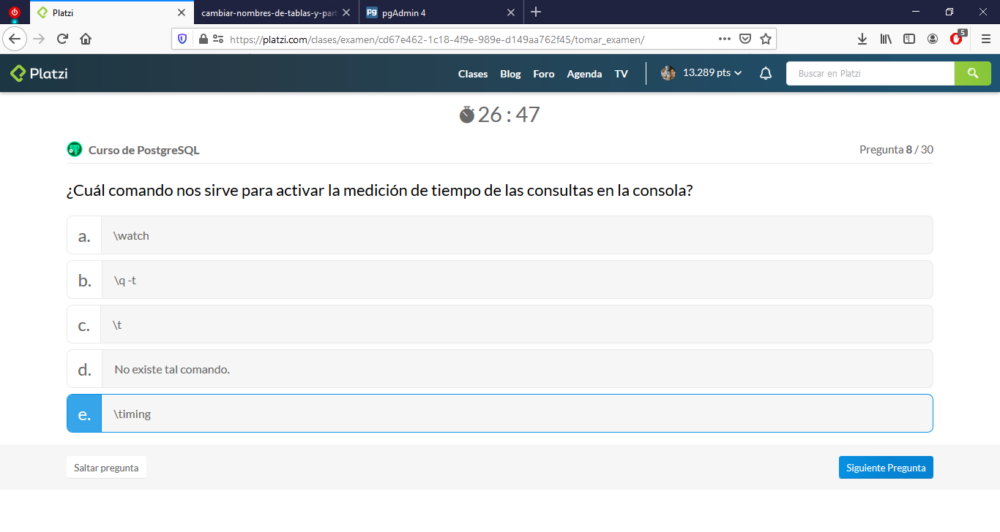 Platzi
cambiar-nombres-de-tablas-y-part
pgAdmin 4
https://platzi.com/clases/examen/cd67e462-1c18-4f9e-989e-d149aa762f45/tomar_examen/
5
Platzi
Clases
Blog
Foro
Agenda
TV
13.289 pts
Buscar en Platzi
26 : 47
Curso de PostgreSQL
Pregunta 8 / 30
¿Cuál comando nos sirve para activar la medición de tiempo de las consultas en la consola?
a. \watch
b. \q -t
c. \t
d. No existe tal comando.
e. \timing
Saltar pregunta
Siguiente Pregunta